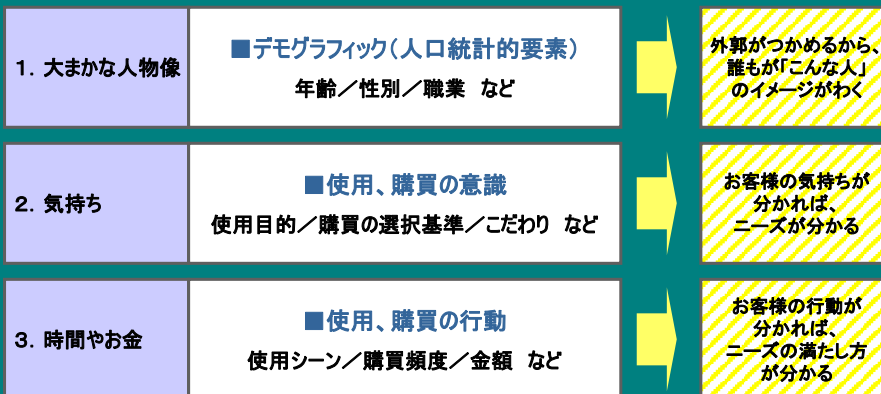 1. 大まかな人物像
■デモグラフィック(人口統計的要素)
年齢／性別／職業 など
外郭がつかめるから、
誰もが「こんな人」
のイメージがわく
2. 気持ち
■使用、購買の意識
使用目的／購買の選択基準／こだわり など
お客様の気持ちが
分かれば、
ニーズが分かる
3. 時間やお金
■使用、購買の行動
使用シーン／購買頻度／金額 など
お客様の行動が
分かれば、
ニーズの満たし方
が分かる